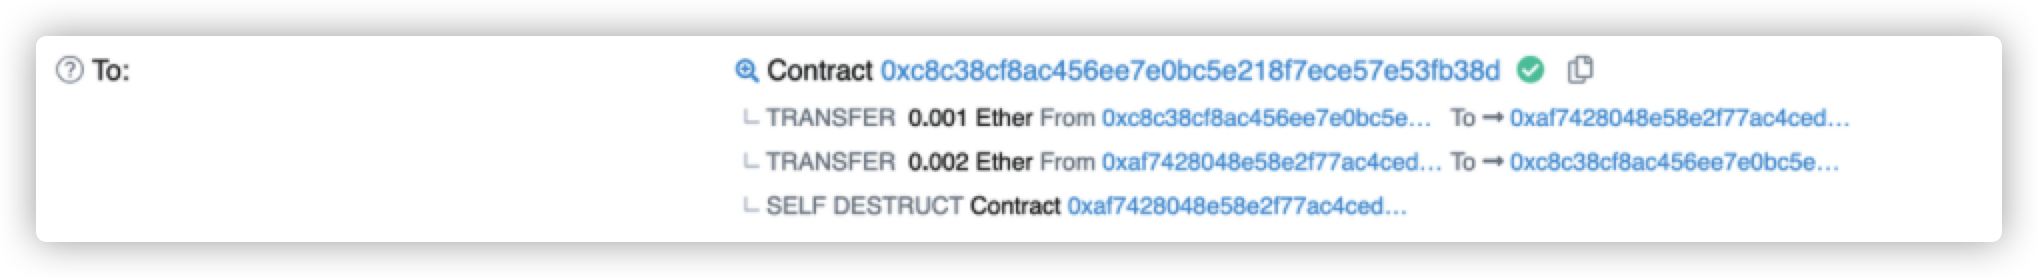 To:
Contract 0xc8c38cf8ac456ee7e0bc5e218f7ece57e53fb38d
TRANSFER 0.001 Ether From 0xc8c38cf8ac456ee7e0bc5e... To → 0xaf7428048e58e2f77ac4ced...
TRANSFER 0.002 Ether From 0xaf7428048e58e2f77ac4ced... To → 0xc8c38cf8ac456ee7e0bc5e...
SELF DESTRUCT Contract 0xaf7428048e58e2f77ac4ced...